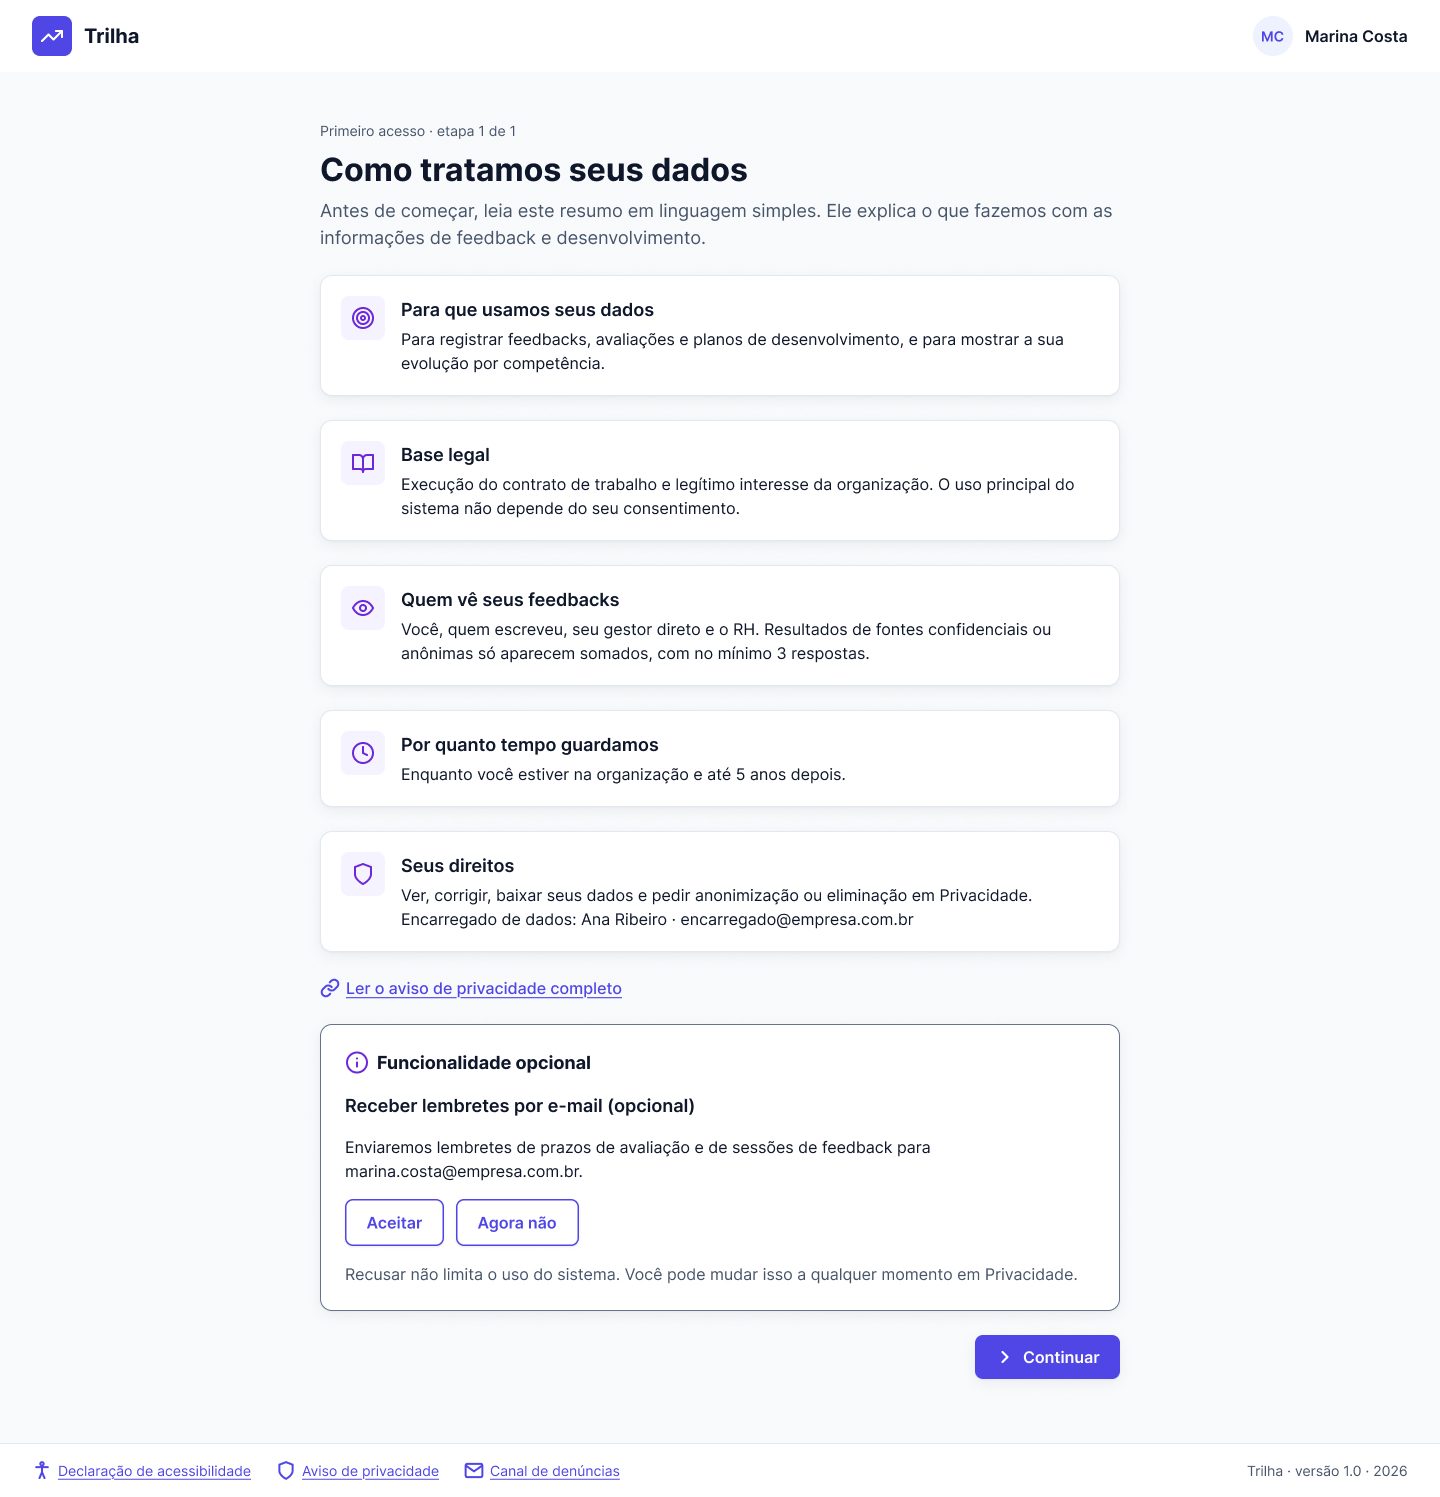 Trilha
MC Marina Costa
Primeiro acesso · etapa 1 de 1
Como tratamos seus dados
Antes de começar, leia este resumo em linguagem simples. Ele explica o que fazemos com as
informações de feedback e desenvolvimento.
Para que usamos seus dados
Para registrar feedbacks, avaliações e planos de desenvolvimento, e para mostrar a sua
evolução por competência.
Base legal
Execução do contrato de trabalho e legítimo interesse da organização. O uso principal do
sistema não depende do seu consentimento.
Quem vê seus feedbacks
Você, quem escreveu, seu gestor direto e o RH. Resultados de fontes confidenciais ou
anônimas só aparecem somados, com no mínimo 3 respostas.
Por quanto tempo guardamos
Enquanto você estiver na organização e até 5 anos depois.
Seus direitos
Ver, corrigir, baixar seus dados e pedir anonimização ou eliminação em Privacidade.
Encarregado de dados: Ana Ribeiro · encarregado@empresa.com.br
Ler o aviso de privacidade completo
Funcionalidade opcional
Receber lembretes por e-mail (opcional)
Enviaremos lembretes de prazos de avaliação e de sessões de feedback para
marina.costa@empresa.com.br.
Aceitar Agora não
Recusar não limita o uso do sistema. Você pode mudar isso a qualquer momento em Privacidade.
Continuar
Declaração de acessibilidade Aviso de privacidade Canal de denúncias Trilha · versão 1.0 · 2026